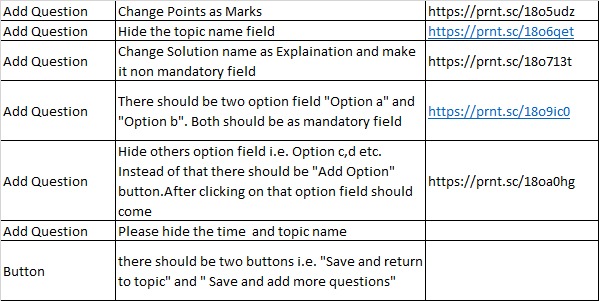 Add Question Change Points as Marks https://prnt.sc/18o5udz
Add Question Hide the topic name field https://prnt.sc/18o6qet
Add Question Change Solution name as Explaination and make it non mandatory field https://prnt.sc/18o713t
Add Question There should be two option field "Option a" and "Option b". Both should be as mandatory field https://prnt.sc/18o9ic0
Add Question Hide others option field i.e. Option c,d etc. Instead of that there should be "Add Option" button.After clicking on that option field should come https://prnt.sc/18oa0hg
Add Question Please hide the time and topic name
Button there should be two buttons i.e. "Save and return to topic" and " Save and add more questions"